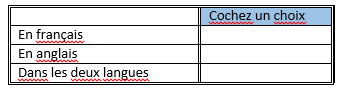 Cochez un choix
En français
En anglais
Dans les deux langues